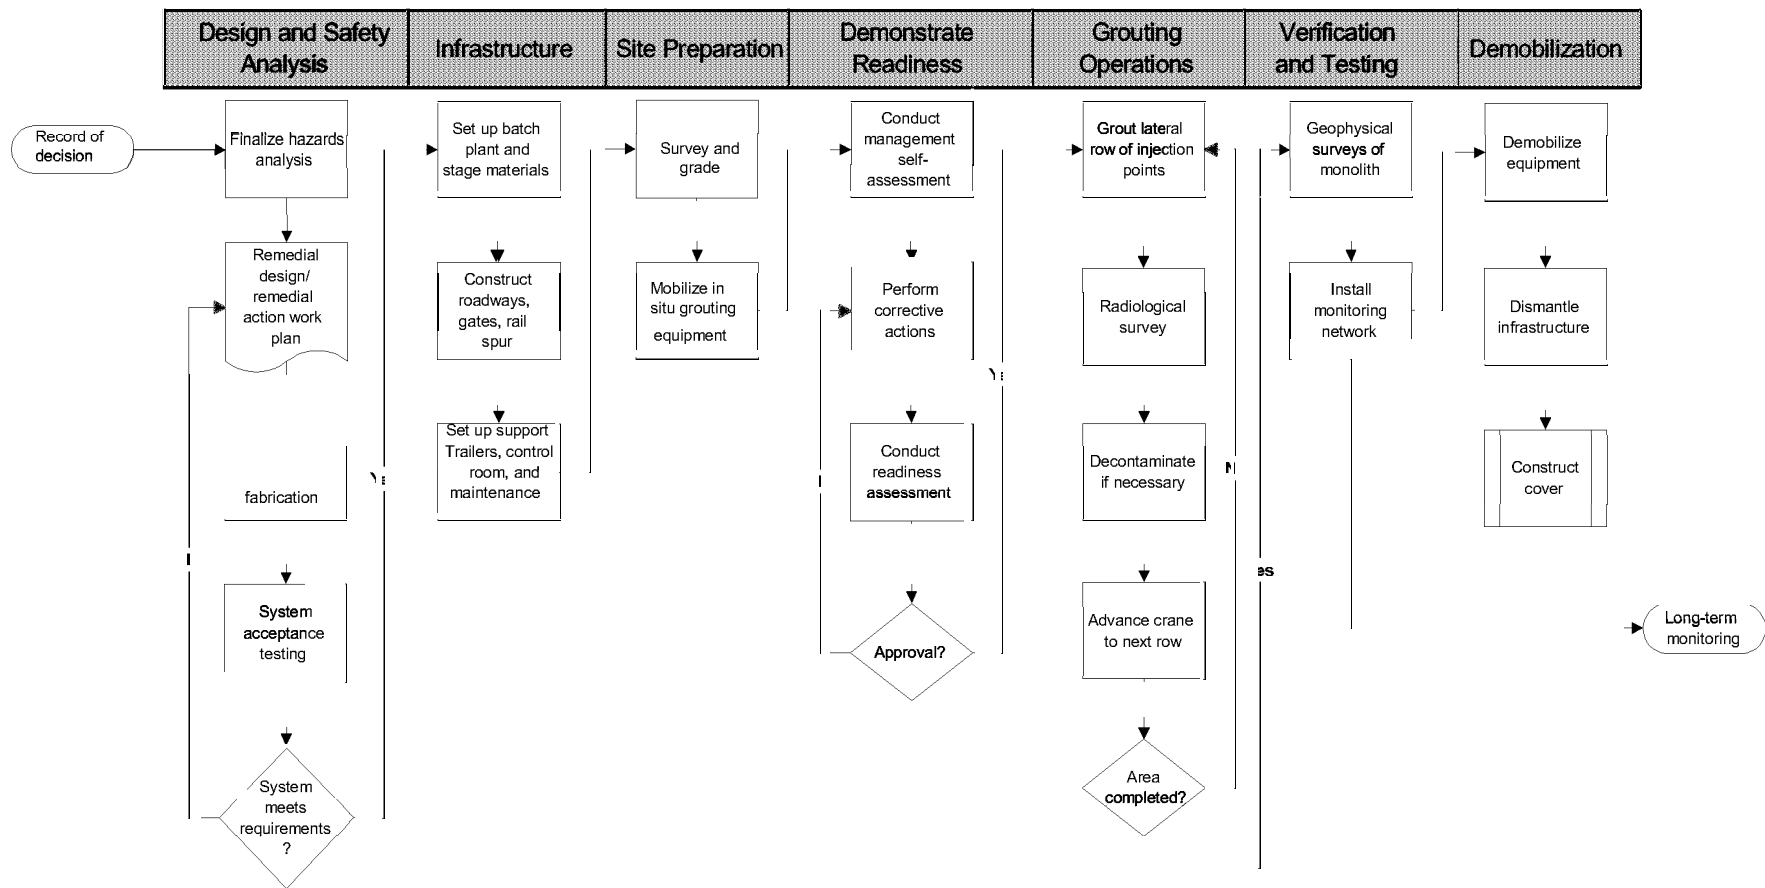 Design and Safety
Analysis
Infrastructure
Site Preparation
Demonstrate
Readiness
Grouting
Operations
Verification
and Testing
Demobilization
Record of
decision
Finalize hazards
analysis
Remedial
design/
remedial
action work
plan
fabrication
System
acceptance
testing
System
meets
requirements
?
Set up batch
plant and
stage materials
Construct
roadways,
gates, rail
spur
Set up support
Trailers, control
room, and
maintenance
Survey and
grade
Mobilize in
situ grouting
equipment
Conduct
management
self-
assessment
Perform
corrective
actions
Conduct
readiness
assessment
Approval?
Grout lateral
row of injection
points
Radiological
survey
Decontaminate
if necessary
Advance crane
to next row
Area
completed?
Geophysical
surveys of
monolith
Install
monitoring
network
Demobilize
equipment
Dismantle
infrastructure
Construct
cover
Long-term
monitoring